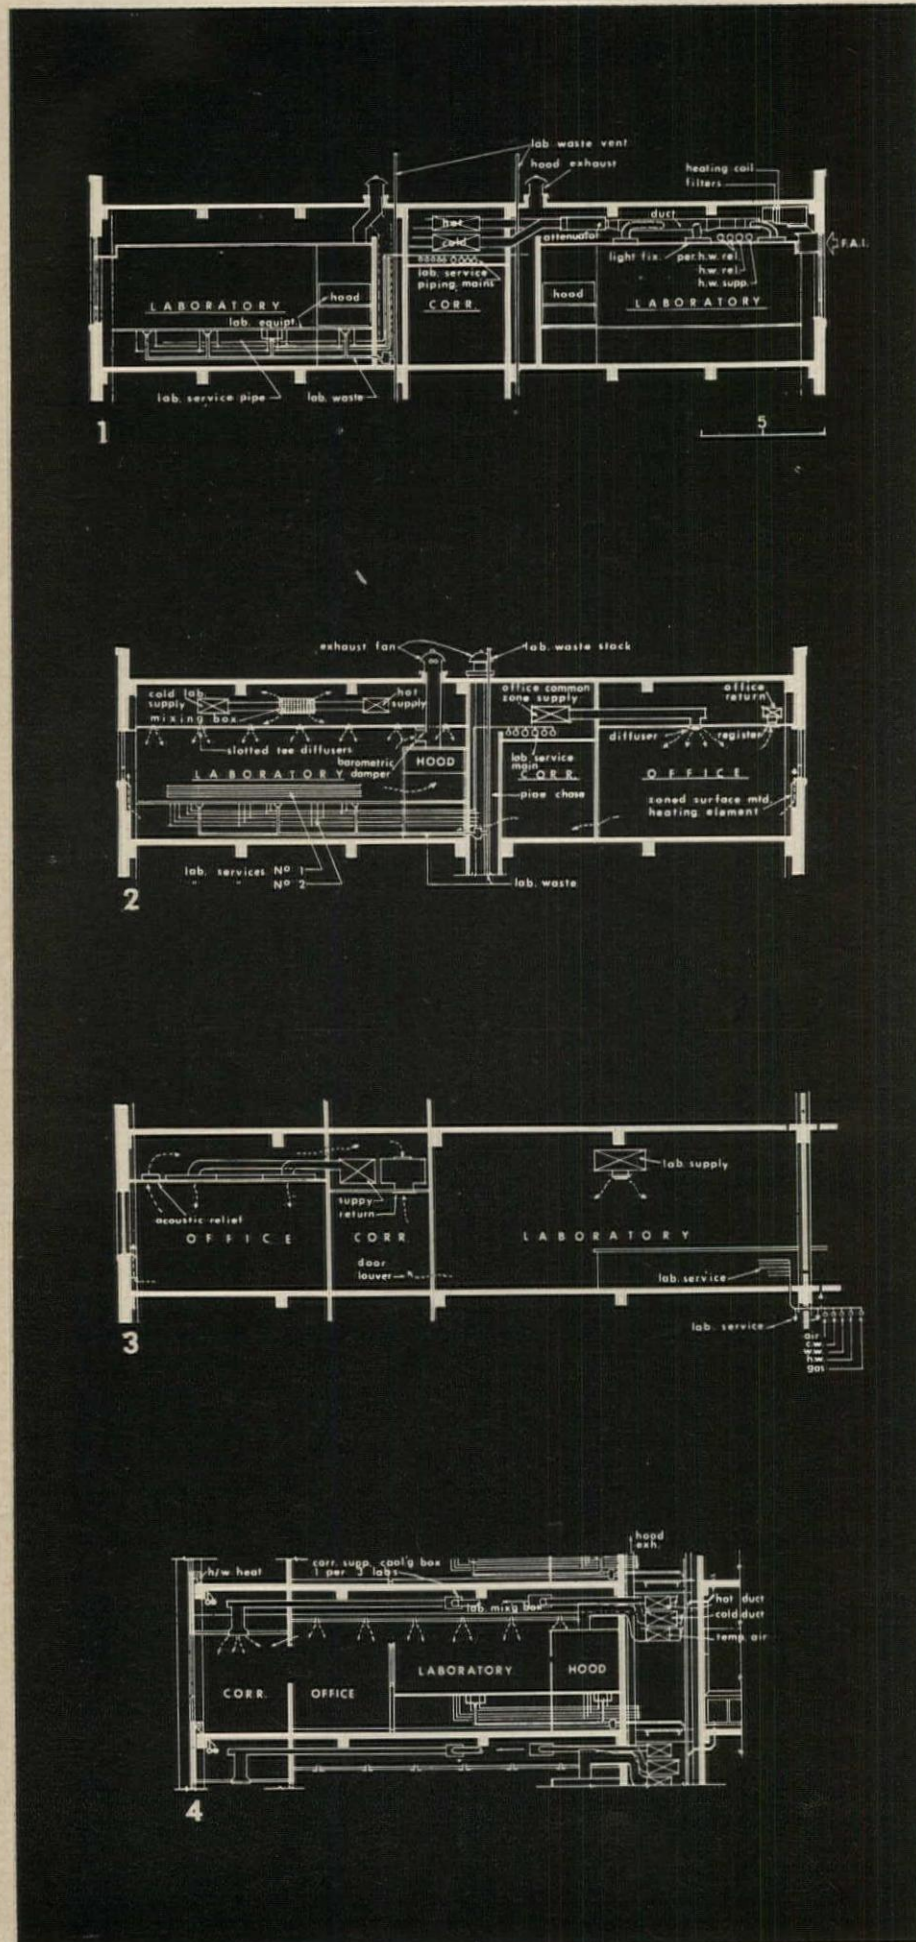 lab. waste vent
hood exhaust
heating coil
filters
hot
duct
cold
attenuator
F.A.I.
light fix.
per. h.w. rel.
h.w. rel.
h.w. supp.
lab. service
piping mains
LABORATORY
hood
CORR.
hood
LABORATORY
lab. equipt.
lab. service pipe
lab. waste
1
5
exhaust fan
lab. waste stack
cold lab.
supply
mixing box
hot
supply
office common
zone supply
office
return
slotted tee diffusers
diffuser
register
barometric
damper
HOOD
lab service
main
LABORATORY
CORR.
OFFICE
pipe chase
zoned surface mtd.
heating element
lab. services Nº 1
" " Nº 2
lab. waste
2
lab. supply
acoustic relief
suppy
return
OFFICE
CORR.
LABORATORY
door
louver
lab. service
lab. service
air
c.w.
w.w.
h.w.
gas
3
hood
exh.
h/w heat
corr. supp. cool'g box
1 per 3 labs
lab. mix'g box
hot duct
cold duct
temp. air
CORR.
OFFICE
LABORATORY
HOOD
4